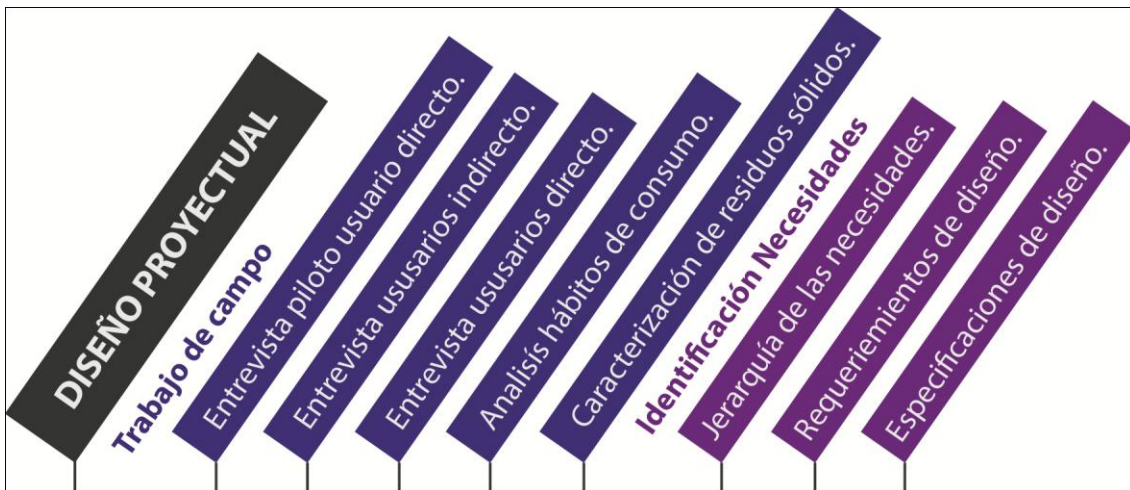 DISEÑO PROYECTUAL
Trabajo de campo
Entrevista piloto usuario directo.
Entrevista ususarios indirecto.
Entrevista ususarios directo.
Analisís hábitos de consumo.
Caracterización de residuos sólidos.
Identificación Necesidades
Jerarquía de las necesidades.
Requeriemientos de diseño.
Especificaciones de diseño.